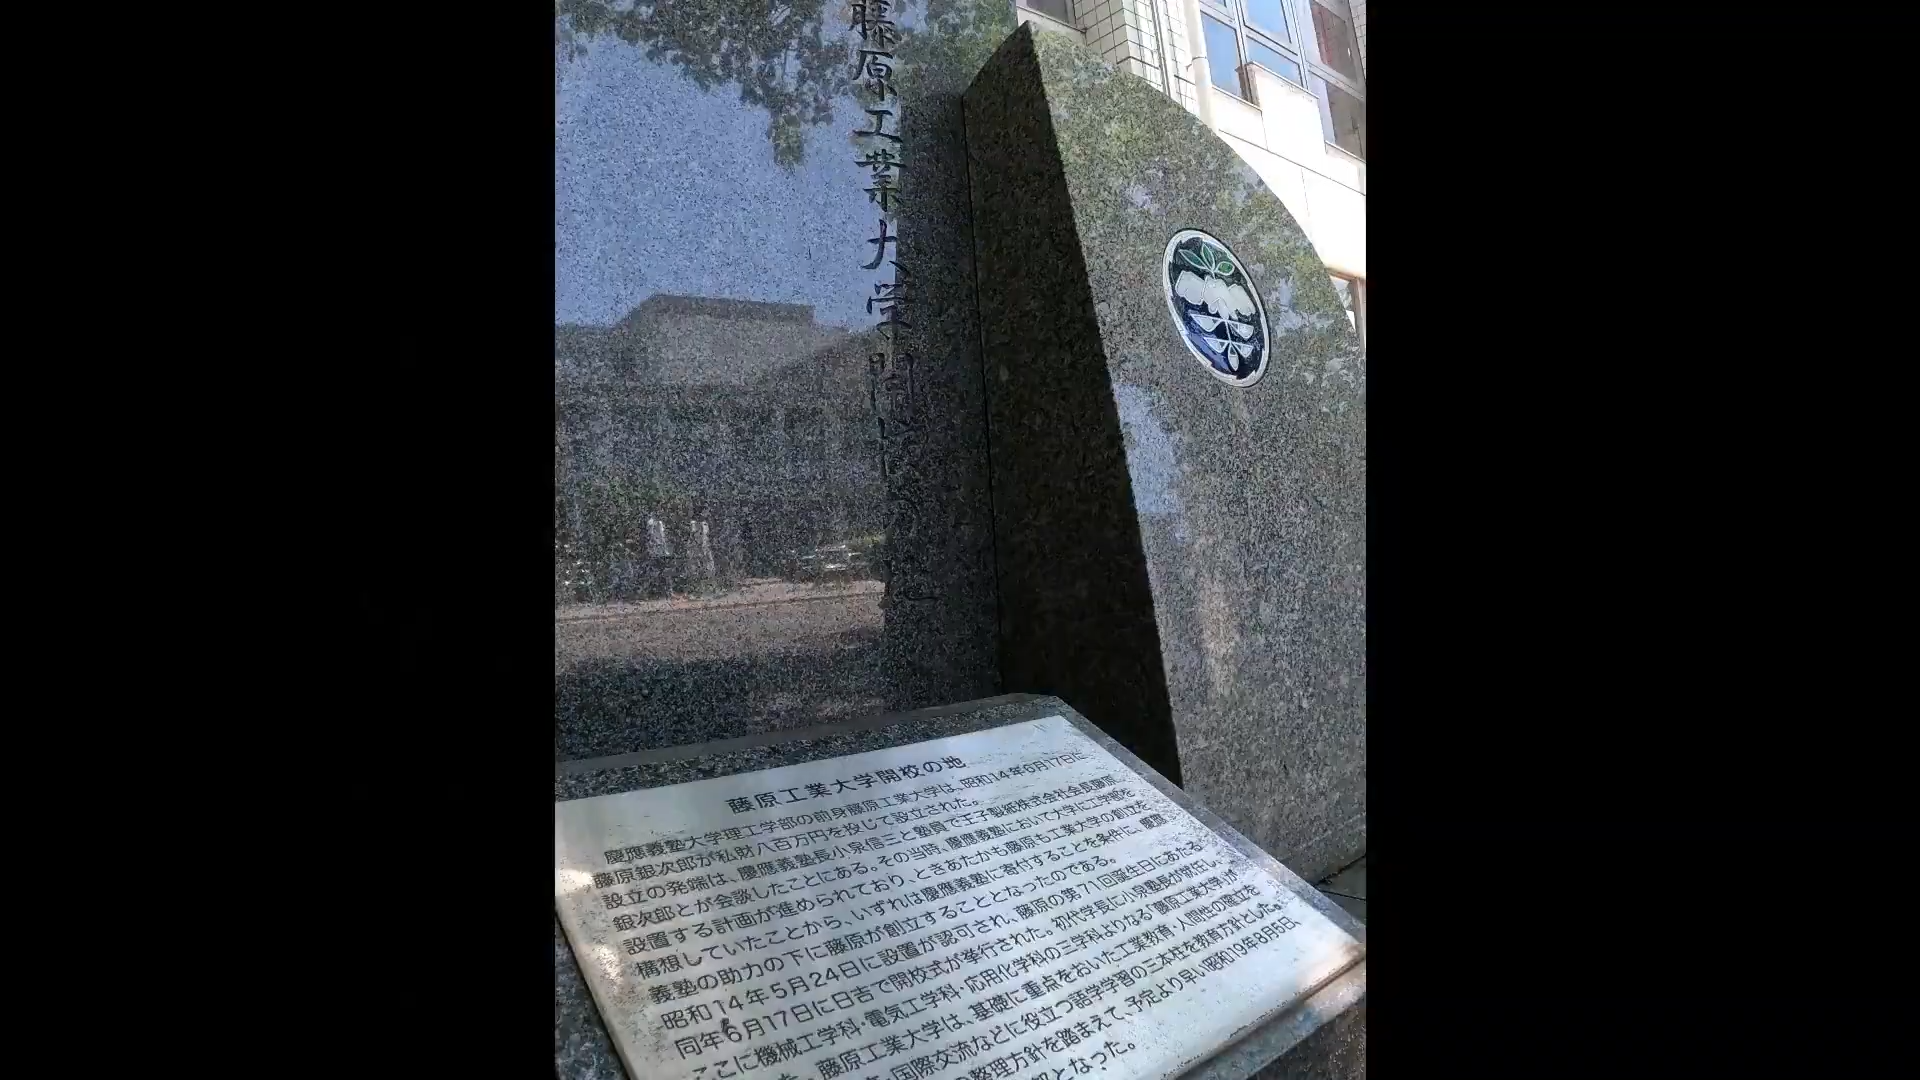 藤原工業大学開校の地
藤原工業大学開校の地
慶應義塾大学理工学部の前身藤原工業大学は、昭和14年6月17日に
藤原銀次郎が私財八百万円を投じて設立された。
設立の発端は、慶應義塾長小泉信三と塾員で王子製紙株式会社会長藤原
銀次郎とが会談したことにある。その当時、慶應義塾において大学に工学部を
設置する計画が進められており、ときあたかも藤原も工業大学の創立を
構想していたことから、いずれは慶應義塾に寄付することを条件に、慶應
義塾の助力の下に藤原が創立することとなったのである。
昭和14年5月24日に設置が認可され、藤原の第71回誕生日にあたる
同年6月17日に日吉で開校式が挙行された。初代学長に小泉塾長が就任し、
ここに機械工学科・電気工学科・応用化学科の三学科よりなる「藤原工業大学」が
藤原工業大学は、基礎に重点をおいた工業教育・人間性の確立を
国際交流などに役立つ語学学習の三本柱を教育方針とした。
整理方針を踏まえて、予定より早い昭和19年8月5日
となった。